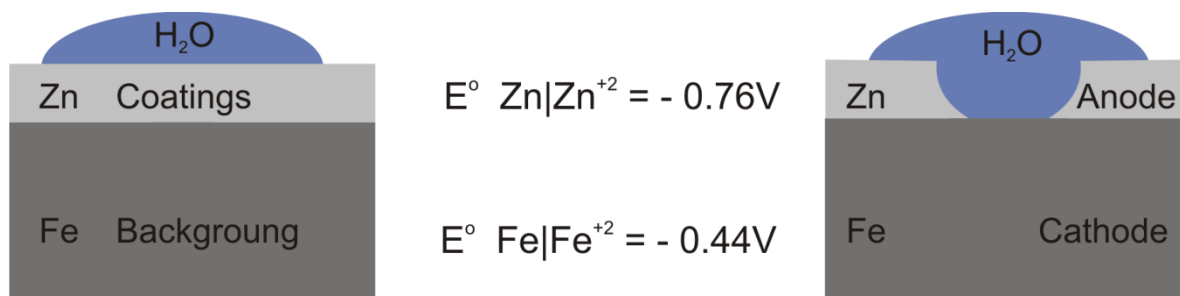 H₂O
Zn Coatings
Fe Backgroung
E° Zn|Zn⁺² = - 0.76V
E° Fe|Fe⁺² = - 0.44V
H₂O
Zn Anode
Fe Cathode